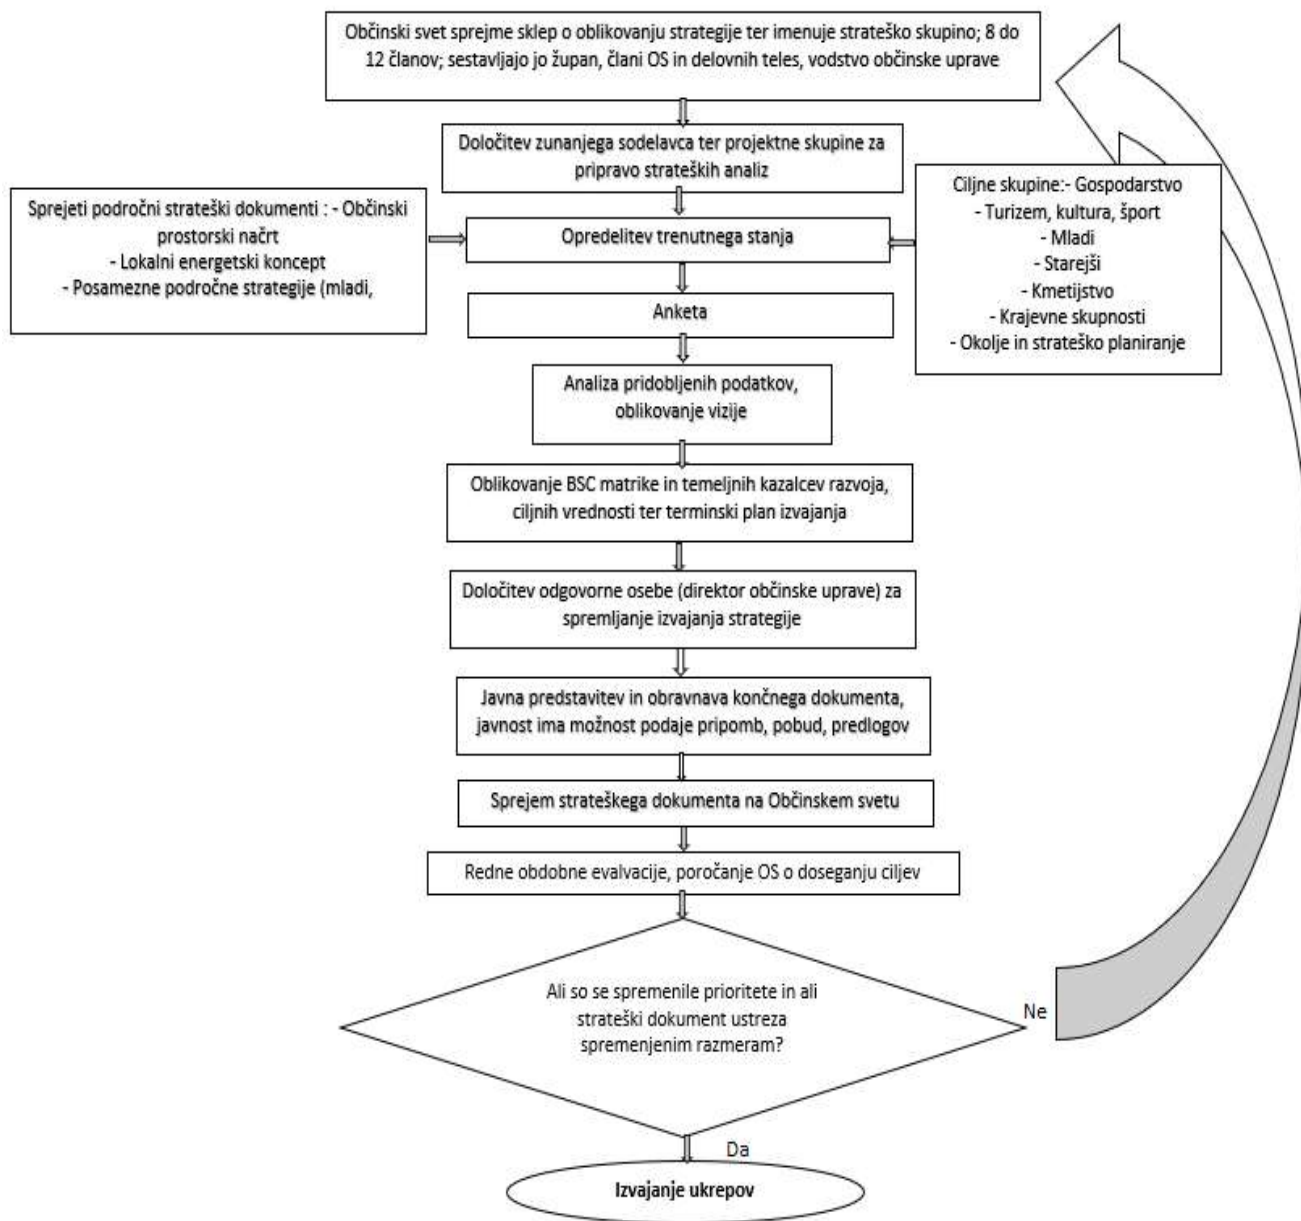 Občinski svet sprejme sklep o oblikovanju strategije ter imenuje strateško skupino; 8 do
12 članov; sestavljajo jo župan, člani OS in delovnih teles, vodstvo občinske uprave
Določitev zunanjega sodelavca ter projektne skupine za
pripravo strateških analiz
Sprejeti področni strateški dokumenti : - Občinski
prostorski načrt
- Lokalni energetski koncept
- Posamezne področne strategije (mladi,
Opredelitev trenutnega stanja
Ciljne skupine:- Gospodarstvo
- Turizem, kultura, šport
- Mladi
- Starejši
- Kmetijstvo
- Krajevne skupnosti
- Okolje in strateško planiranje
Anketa
Analiza pridobljenih podatkov,
oblikovanje vizije
Oblikovanje BSC matrike in temeljnih kazalcev razvoja,
ciljnih vrednosti ter terminski plan izvajanja
Določitev odgovorne osebe (direktor občinske uprave) za
spremljanje izvajanja strategije
Javna predstavitev in obravnava končnega dokumenta,
javnost ima možnost podaje pripomb, pobud, predlogov
Sprejem strateškega dokumenta na Občinskem svetu
Redne obdobne evalvacije, poročanje OS o doseganju ciljev
Ali so se spremenile prioritete in ali
strateški dokument ustreza
spremenjenim razmeram?
Ne
Da
Izvajanje ukrepov